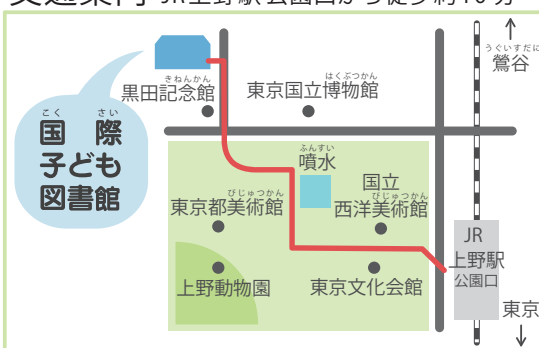 交通案内 JR上野駅公園口から徒歩約10分
うぐいすだに
鶯谷
きねんかん
黒田記念館
はくぶつかん
東京国立博物館
こく さい
国 際
子ども
図書館
ふんすい
噴水
国立
びじゅつかん
西洋美術館
びじゅつかん
東京都美術館
JR
上野駅
公園口
上野動物園
東京文化会館
東京